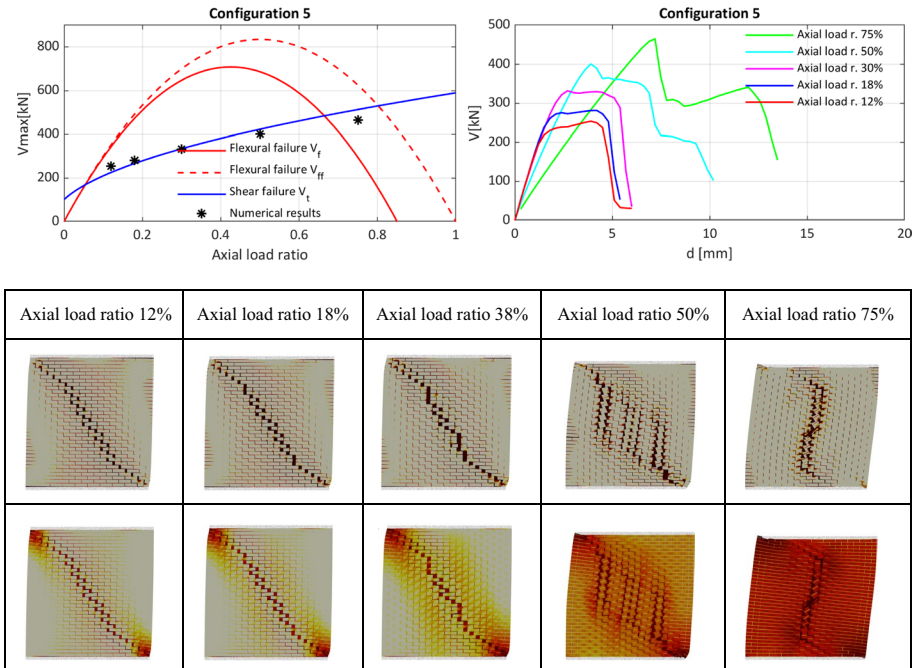 Configuration 5
Vmax[kN]
800
600
400
200
0
0
0.2
0.4
0.6
0.8
1
Axial load ratio
Flexural failure V_f
Flexural failure V_ff
Shear failure V_t
Numerical results
Configuration 5
V[kN]
500
400
300
200
100
0
0
5
10
15
20
d [mm]
Axial load r. 75%
Axial load r. 50%
Axial load r. 30%
Axial load r. 18%
Axial load r. 12%
Axial load ratio 12%
Axial load ratio 18%
Axial load ratio 38%
Axial load ratio 50%
Axial load ratio 75%